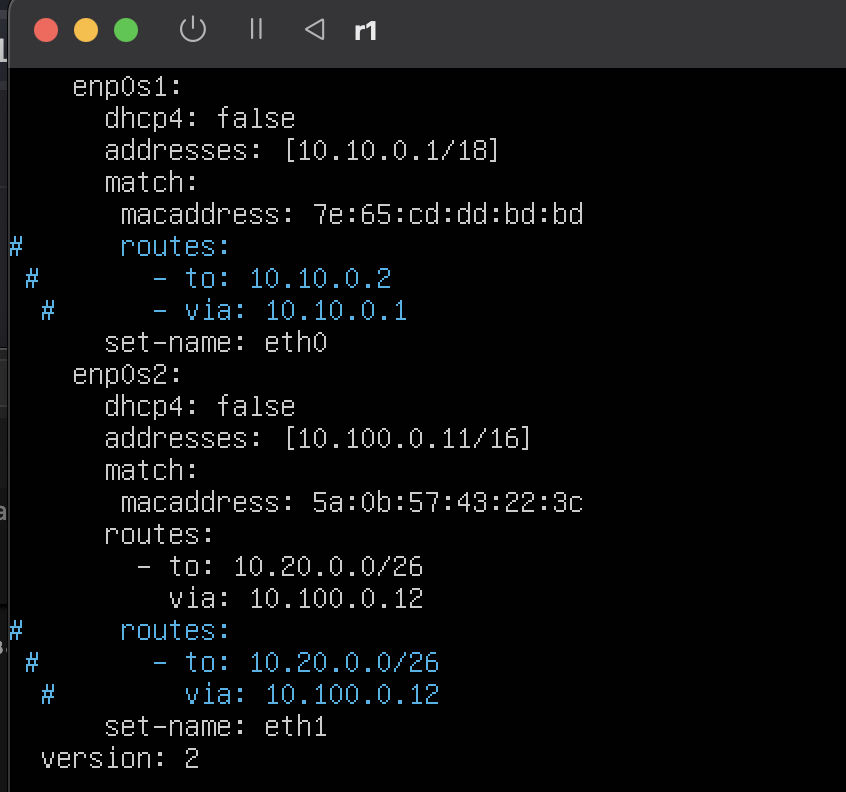 r1
enp0s1:
dhcp4: false
addresses: [10.10.0.1/18]
match:
macaddress: 7e:65:cd:dd:bd:bd
# routes:
# - to: 10.10.0.2
# - via: 10.10.0.1
set-name: eth0
enp0s2:
dhcp4: false
addresses: [10.100.0.11/16]
match:
macaddress: 5a:0b:57:43:22:3c
routes:
- to: 10.20.0.0/26
via: 10.100.0.12
# routes:
# - to: 10.20.0.0/26
# via: 10.100.0.12
set-name: eth1
version: 2